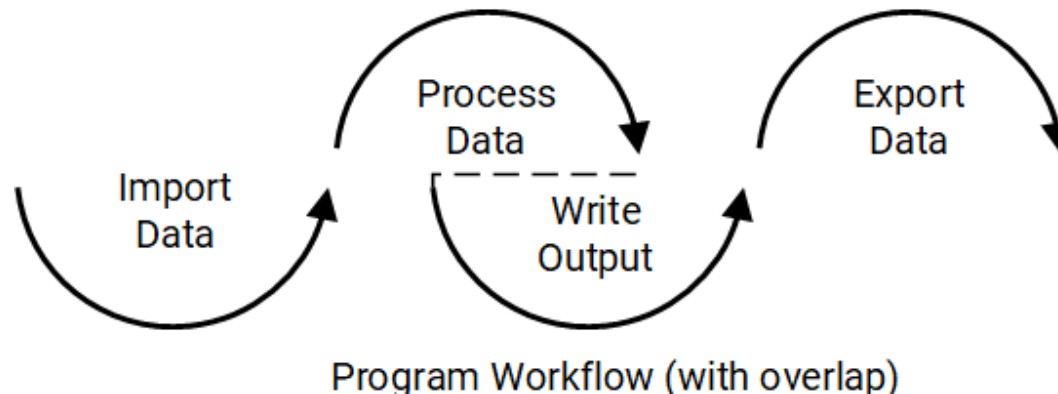 Import
Data
Process
Data
Write
Output
Export
Data
Program Workflow (with overlap)